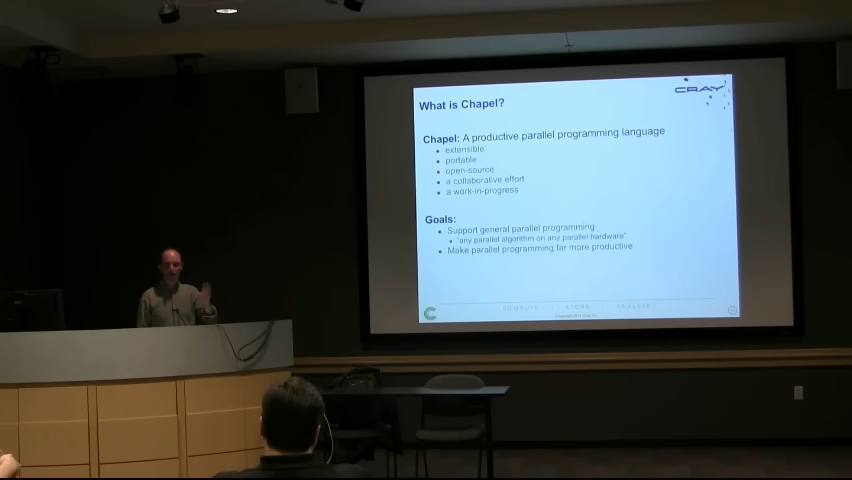 CRAY
What is Chapel?
Chapel: A productive parallel programming language
• extensible
• portable
• open-source
• a collaborative effort
• a work-in-progress
Goals:
• Support general parallel programming
• "any parallel algorithm on any parallel hardware"
• Make parallel programming far more productive
COMPUTE | STORE | ANALYZE
C